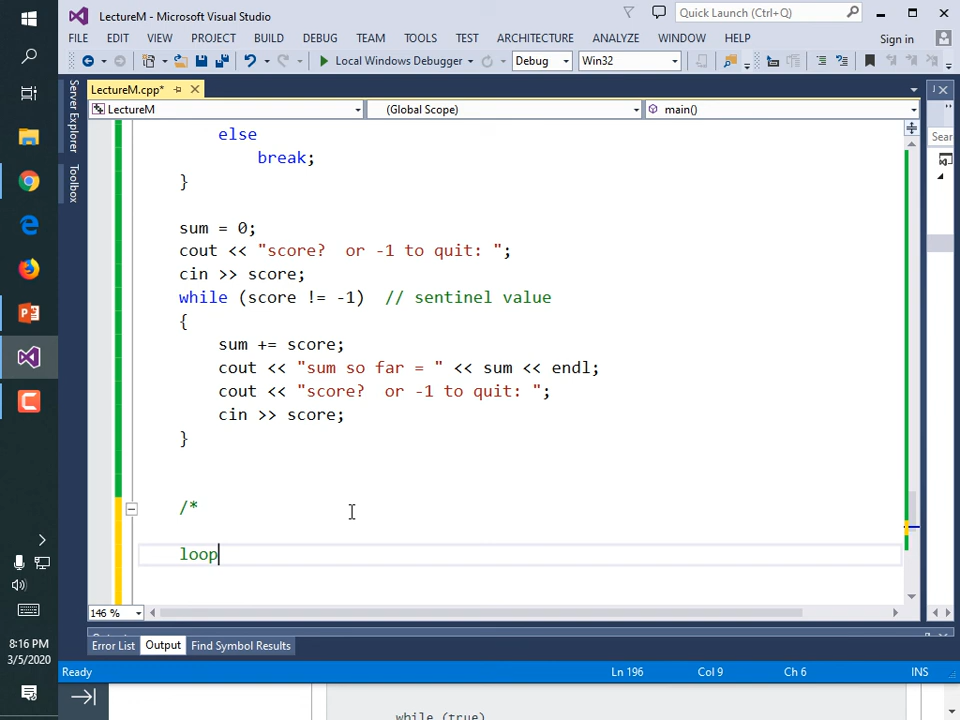 LectureM - Microsoft Visual Studio
Quick Launch (Ctrl+Q)
FILE EDIT VIEW PROJECT BUILD DEBUG TEAM TOOLS TEST ARCHITECTURE ANALYZE WINDOW HELP Sign in
Local Windows Debugger Debug Win32
LectureM.cpp*
LectureM (Global Scope) main()
Server Explorer
Toolbox
Sear
else
break;
}
sum = 0;
cout << "score?  or -1 to quit: ";
cin >> score;
while (score != -1)  // sentinel value
{
sum += score;
cout << "sum so far = " << sum << endl;
cout << "score?  or -1 to quit: ";
cin >> score;
}
/*
loop
146 %
Error List Output Find Symbol Results
Ready Ln 196 Col 9 Ch 6 INS
8:16 PM
3/5/2020
while (true)